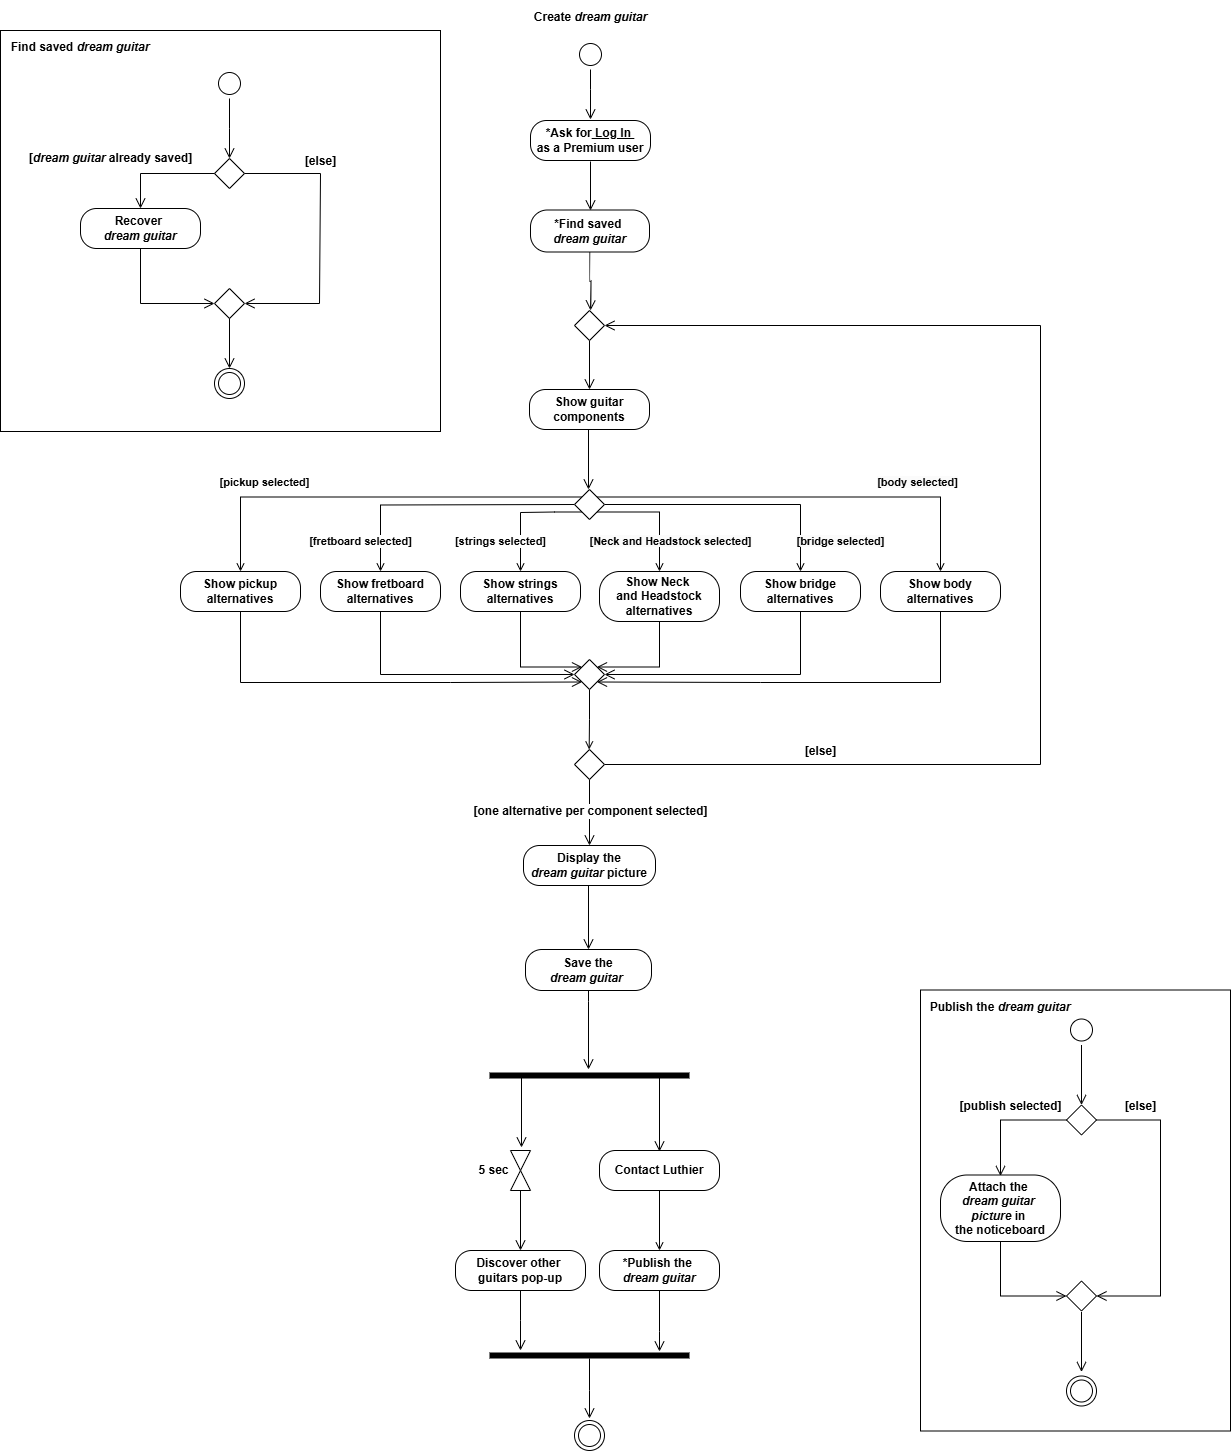 Create dream guitar
Find saved dream guitar
[dream guitar already saved]
[else]
Recover
dream guitar
*Ask for Log In
as a Premium user
*Find saved
dream guitar
Show guitar
components
[pickup selected]
[body selected]
[fretboard selected]
[strings selected]
[Neck and Headstock selected]
[bridge selected]
Show pickup
alternatives
Show fretboard
alternatives
Show strings
alternatives
Show Neck
and Headstock
alternatives
Show bridge
alternatives
Show body
alternatives
[else]
[one alternative per component selected]
Display the
dream guitar picture
Save the
dream guitar
5 sec
Contact Luthier
Discover other
guitars pop-up
*Publish the
dream guitar
Publish the dream guitar
[publish selected]
[else]
Attach the
dream guitar
picture in
the noticeboard